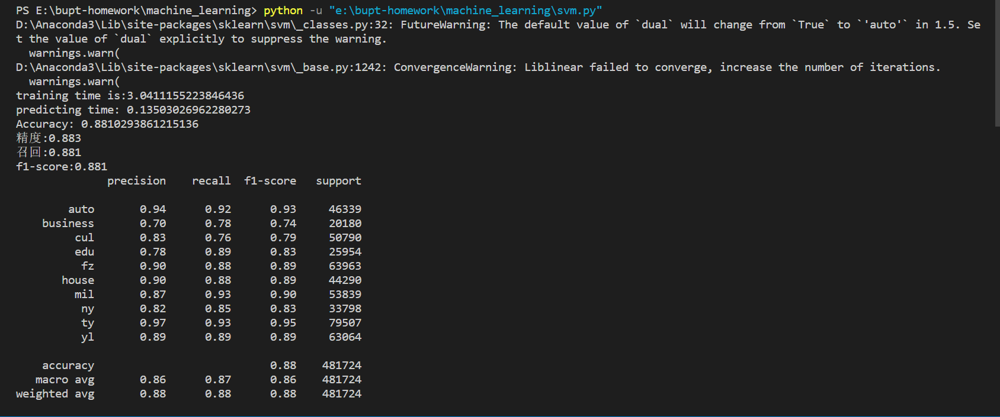 PS E:\bupt-homework\machine_learning> python -u "e:\bupt-homework\machine_learning\svm.py"
D:\Anaconda3\Lib\site-packages\sklearn\svm\_classes.py:32: FutureWarning: The default value of `dual` will change from `True` to `'auto'` in 1.5. Se
t the value of `dual` explicitly to suppress the warning.
  warnings.warn(
D:\Anaconda3\Lib\site-packages\sklearn\svm\_base.py:1242: ConvergenceWarning: Liblinear failed to converge, increase the number of iterations.
  warnings.warn(
training time is:3.0411155223846436
predicting time: 0.13503026962280273
Accuracy: 0.8810293861215136
精度:0.883
召回:0.881
f1-score:0.881
              precision    recall  f1-score   support
        auto       0.94      0.92      0.93     46339
    business       0.70      0.78      0.74     20180
         cul       0.83      0.76      0.79     50790
         edu       0.78      0.89      0.83     25954
          fz       0.90      0.88      0.89     63963
       house       0.90      0.88      0.89     44290
         mil       0.87      0.93      0.90     53839
          ny       0.82      0.85      0.83     33798
          ty       0.97      0.93      0.95     79507
          yl       0.89      0.89      0.89     63064
    accuracy                           0.88    481724
   macro avg       0.86      0.87      0.86    481724
weighted avg       0.88      0.88      0.88    481724